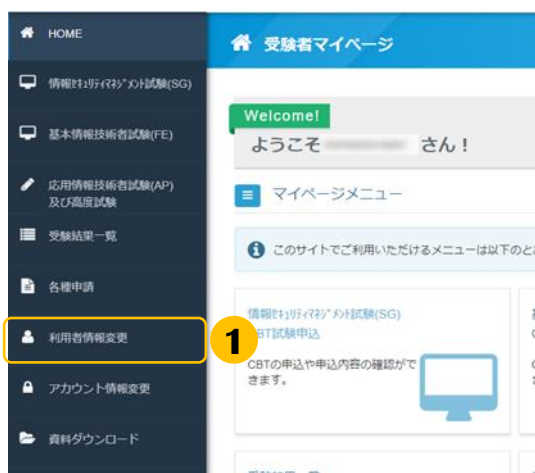 HOME
情報ｾｷｭﾘﾃｨﾏﾈｼﾞﾒﾝﾄ試験(SG)
基本情報技術者試験(FE)
応用情報技術者試験(AP)
及び高度試験
受験結果一覧
各種申請
利用者情報変更
アカウント情報変更
資料ダウンロード
受験者マイページ
Welcome!
ようこそ
さん！
マイページメニュー
このサイトでご利用いただけるメニューは以下のと
1
情報ｾｷｭﾘﾃｨﾏﾈｼﾞﾒﾝﾄ試験(SG)
BT試験申込
CBTの申込や申込内容の確認がで
きます。